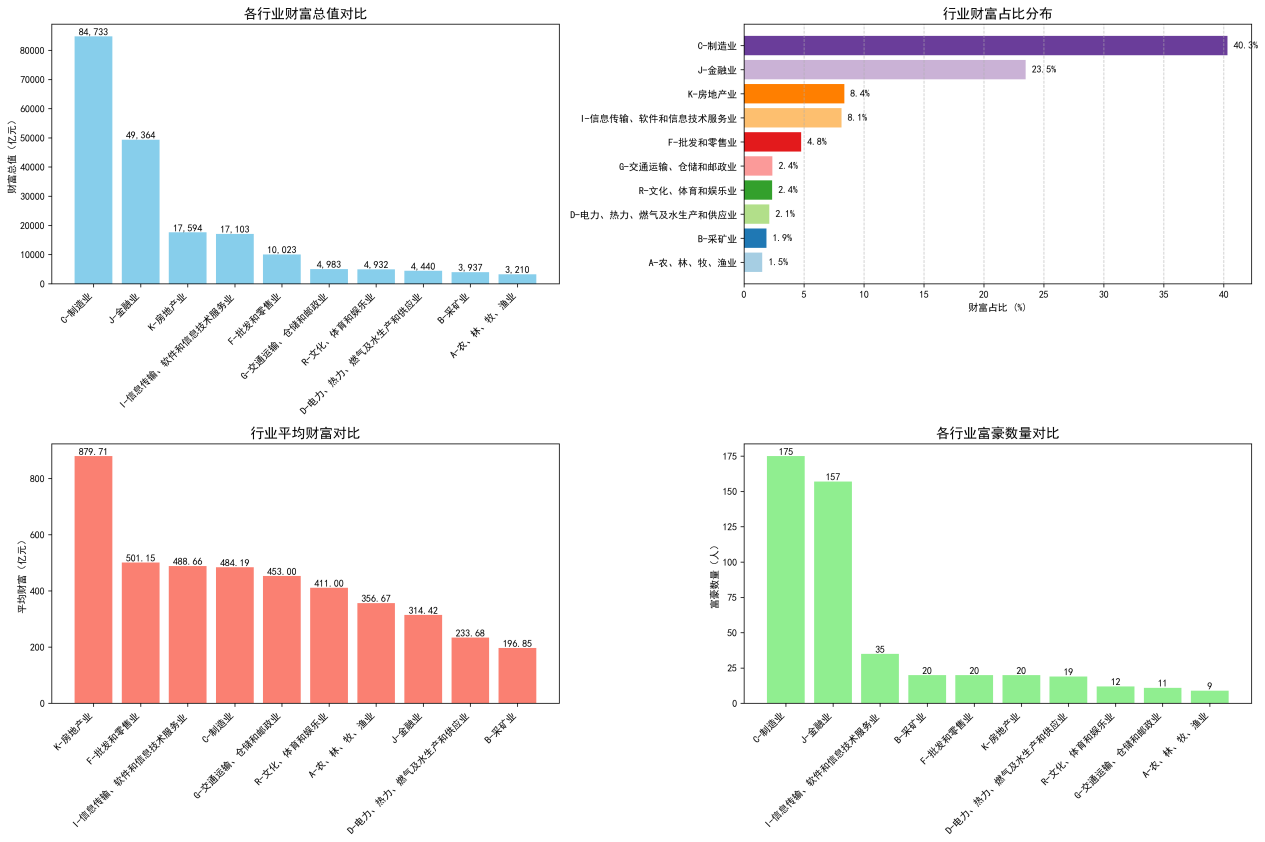 各行业财富总值对比
84,733
49,364
17,594
17,103
10,023
4,983
4,932
4,440
3,937
3,210
80000
70000
60000
50000
40000
30000
20000
10000
0
财富总值（亿元）
C-制造业
J-金融业
K-房地产业
I-信息传输、软件和信息技术服务业
F-批发和零售业
G-交通运输、仓储和邮政业
R-文化、体育和娱乐业
D-电力、热力、燃气及水生产和供应业
B-采矿业
A-农、林、牧、渔业
行业财富占比分布
C-制造业 40.3%
J-金融业 23.5%
K-房地产业 8.4%
I-信息传输、软件和信息技术服务业 8.1%
F-批发和零售业 4.8%
G-交通运输、仓储和邮政业 2.4%
R-文化、体育和娱乐业 2.4%
D-电力、热力、燃气及水生产和供应业 2.1%
B-采矿业 1.9%
A-农、林、牧、渔业 1.5%
0 5 10 15 20 25 30 35 40
财富占比 (%)
行业平均财富对比
879.71
501.15
488.66
484.19
453.00
411.00
356.67
314.42
233.68
196.85
800
600
400
200
0
平均财富（亿元）
K-房地产业
F-批发和零售业
I-信息传输、软件和信息技术服务业
C-制造业
G-交通运输、仓储和邮政业
R-文化、体育和娱乐业
A-农、林、牧、渔业
J-金融业
D-电力、热力、燃气及水生产和供应业
B-采矿业
各行业富豪数量对比
175
157
35
20
20
20
19
12
11
9
175
150
125
100
75
50
25
0
富豪数量（人）
C-制造业
J-金融业
I-信息传输、软件和信息技术服务业
B-采矿业
F-批发和零售业
K-房地产业
D-电力、热力、燃气及水生产和供应业
R-文化、体育和娱乐业
G-交通运输、仓储和邮政业
A-农、林、牧、渔业